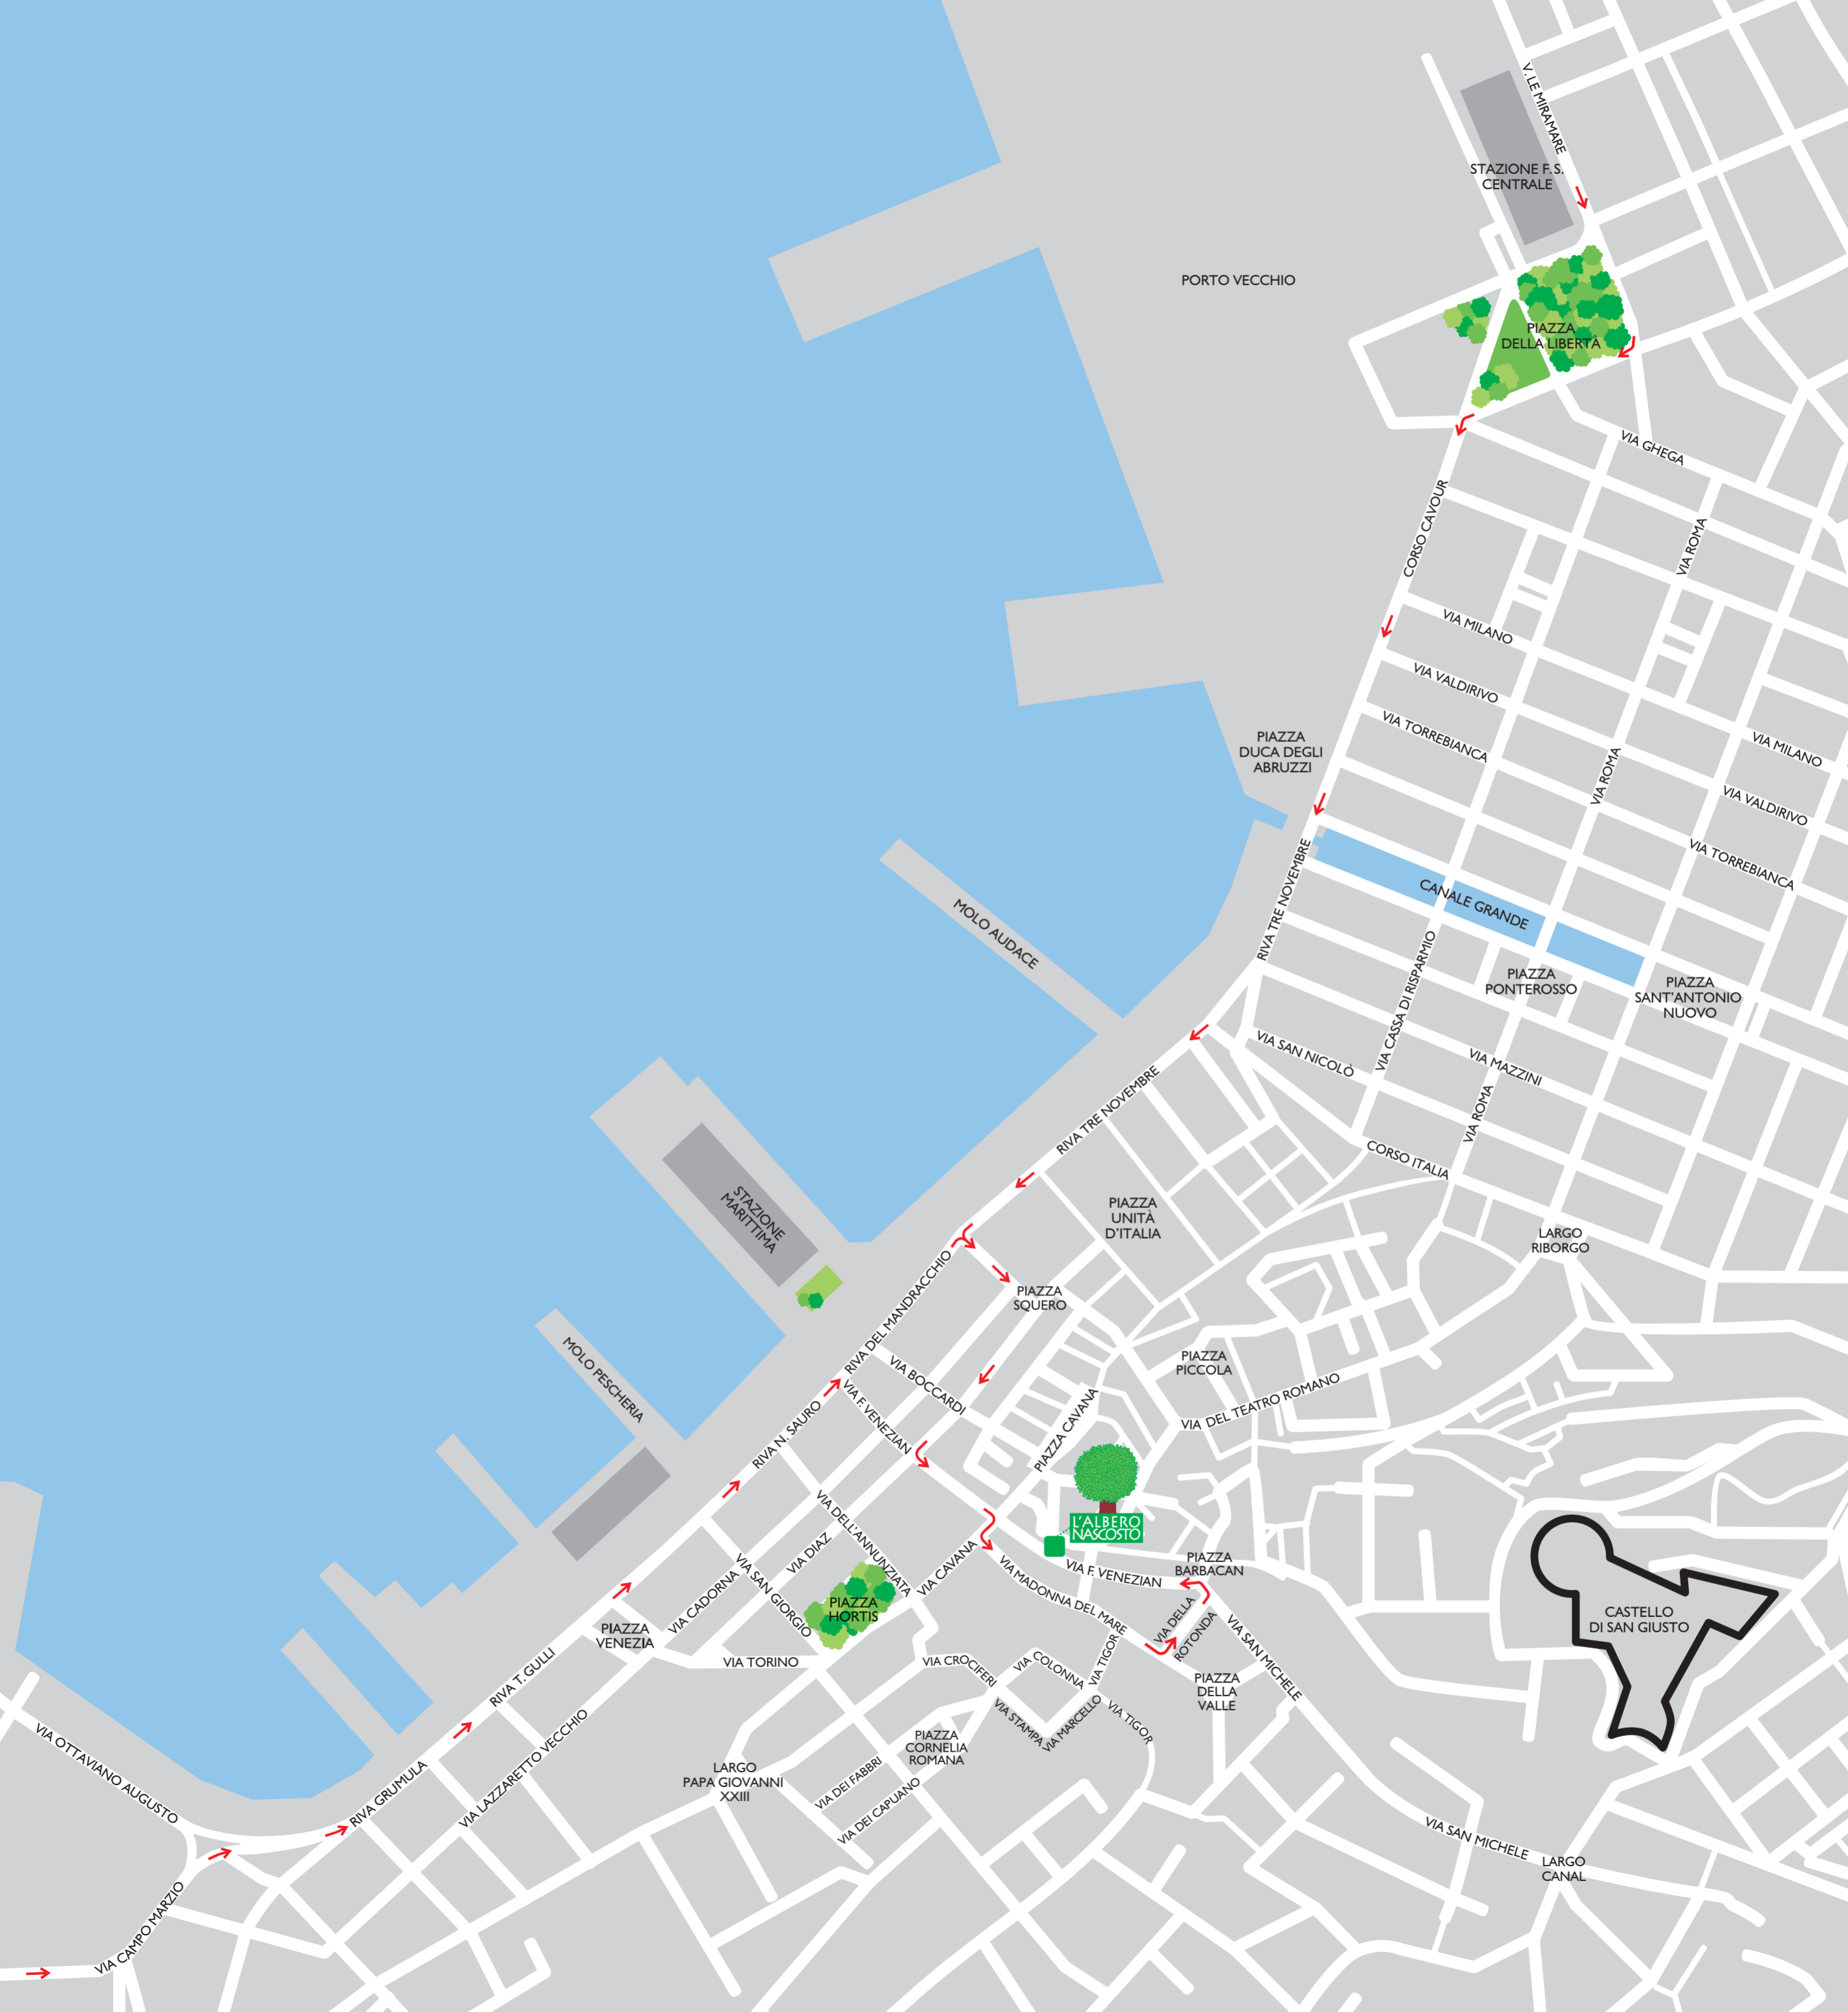 V. LE MIRAMARE
STAZIONE F.S.
CENTRALE
PORTO VECCHIO
PIAZZA
DELLA LIBERTÀ
VIA GHEGA
CORSO CAVOUR
VIA ROMA
VIA MILANO
VIA VALDIRIVO
VIA TORREBIANCA
PIAZZA
DUCA DEGLI
ABRUZZI
VIA ROMA
VIA MILANO
VIA VALDIRIVO
VIA TORREBIANCA
RIVA TRE NOVEMBRE
CANALE GRANDE
MOLO AUDACE
VIA CASSA DI RISPARMIO
PIAZZA
PONTEROSSO
PIAZZA
SANT'ANTONIO
NUOVO
VIA SAN NICOLÒ
VIA MAZZINI
VIA ROMA
RIVA TRE NOVEMBRE
CORSO ITALIA
STAZIONE
MARITTIMA
PIAZZA
UNITÀ
D'ITALIA
LARGO
RIBORGO
RIVA DEL MANDRACCHIO
PIAZZA
SQUERO
MOLO PESCHERIA
VIA BOCCARDI
PIAZZA
PICCOLA
VIA DEL TEATRO ROMANO
RIVA N. SAURO
VIA F. VENEZIAN
PIAZZA CAVANA
L'ALBERO
NASCOSTO
VIA DELL'ANNUNZIATA
VIA DIAZ
VIA CAVANA
VIA CADORNA
VIA SAN GIORGIO
PIAZZA
HORTIS
VIA MADONNA DEL MARE
VIA F. VENEZIAN
PIAZZA
BARBACAN
VIA DELLA
ROTONDA
VIA SAN MICHELE
CASTELLO
DI SAN GIUSTO
PIAZZA
VENEZIA
VIA TORINO
VIA CROCIFERI
VIA COLONNA
VIA TIGOR
VIA STAMPA
VIA MARCELLO
VIA TIGOR
PIAZZA
DELLA
VALLE
RIVA T. GULLI
VIA LAZZARETTO VECCHIO
PIAZZA
CORNELIA
ROMANA
LARGO
PAPA GIOVANNI
XXIII
VIA DEI FABBRI
VIA DEI CAPUANO
VIA OTTAVIANO AUGUSTO
RIVA GRUMULA
VIA SAN MICHELE
LARGO
CANAL
VIA CAMPO MARZIO